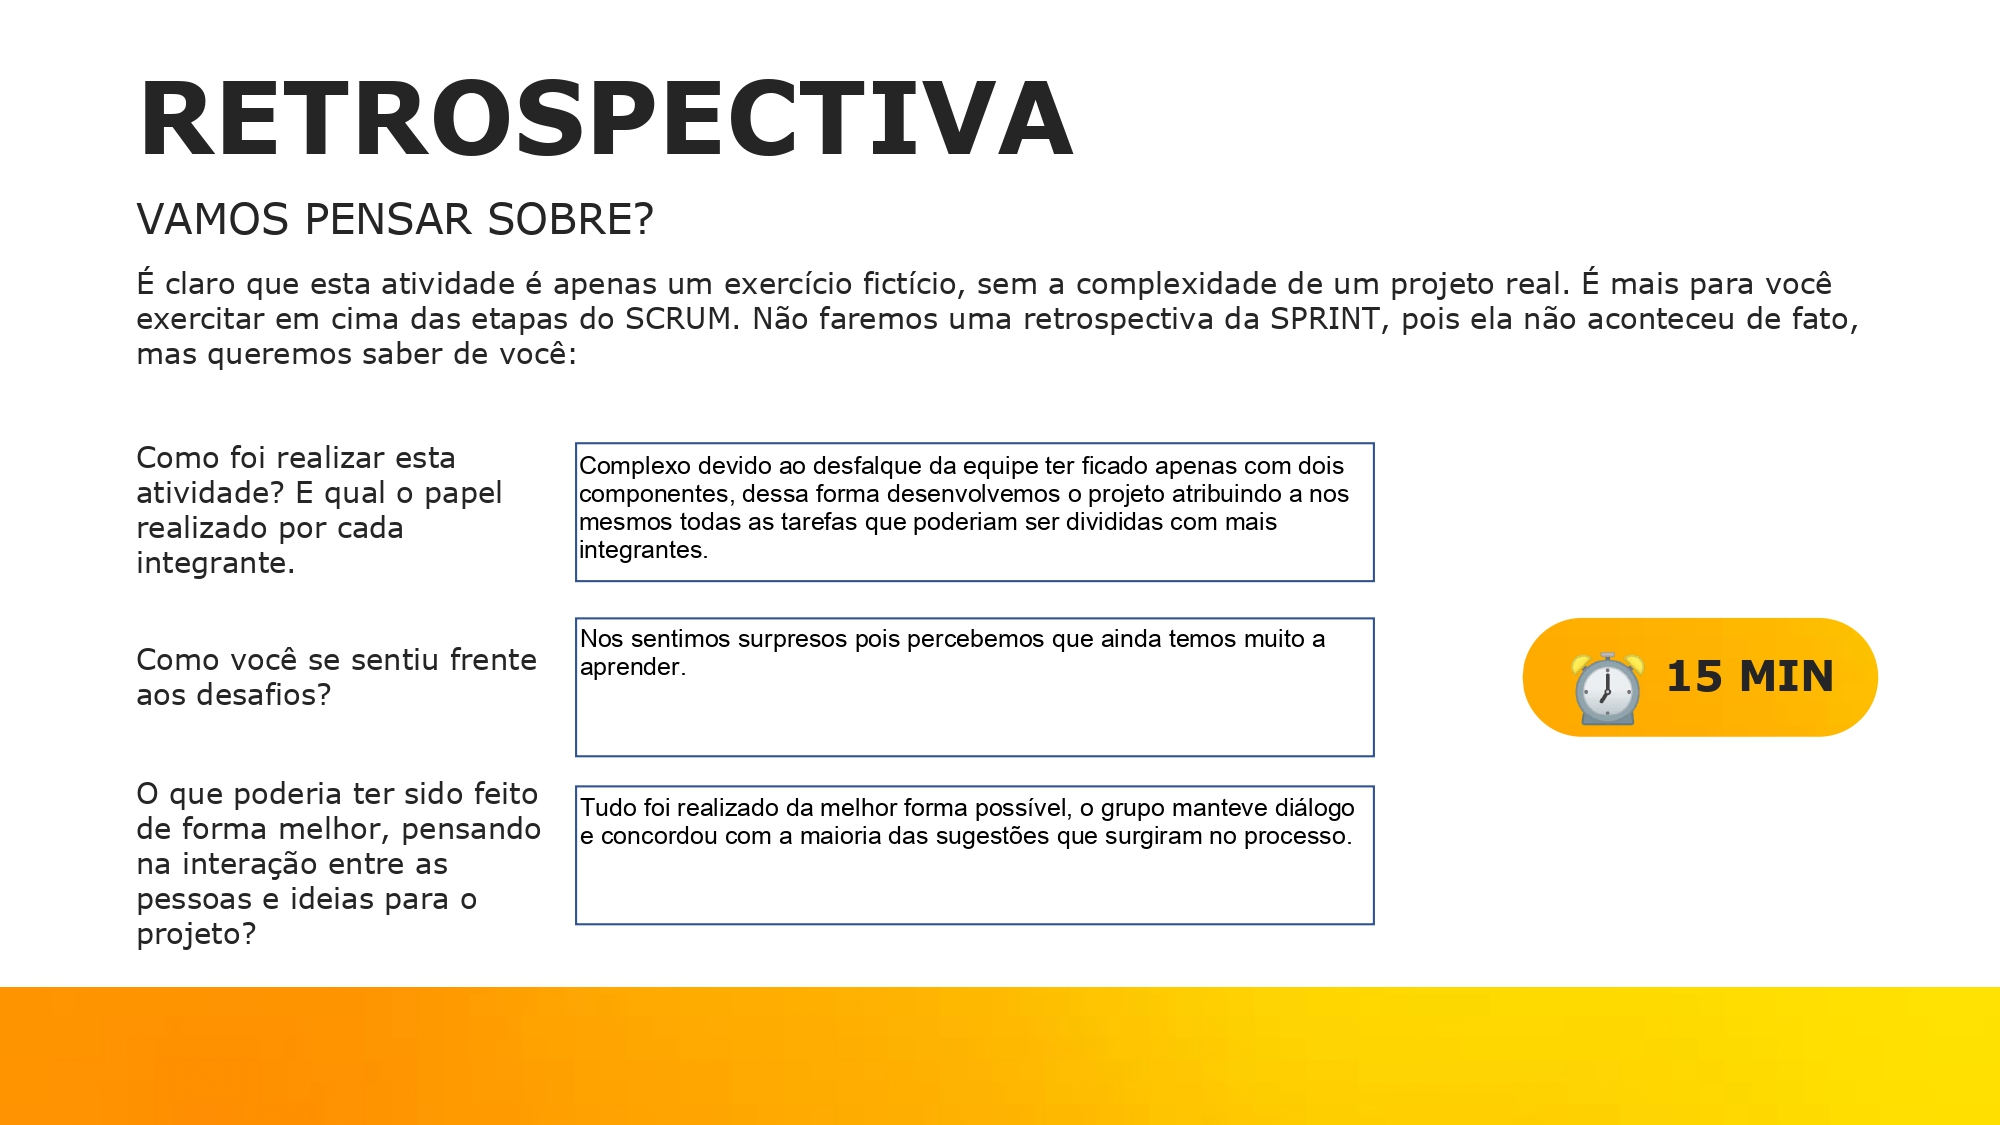 RETROSPECTIVA
VAMOS PENSAR SOBRE?
É claro que esta atividade é apenas um exercício fictício, sem a complexidade de um projeto real. É mais para você
exercitar em cima das etapas do SCRUM. Não faremos uma retrospectiva da SPRINT, pois ela não aconteceu de fato,
mas queremos saber de você:
Como foi realizar esta
atividade? E qual o papel
realizado por cada
integrante.
Complexo devido ao desfalque da equipe ter ficado apenas com dois
componentes, dessa forma desenvolvemos o projeto atribuindo a nos
mesmos todas as tarefas que poderiam ser divididas com mais
integrantes.
Como você se sentiu frente
aos desafios?
Nos sentimos surpresos pois percebemos que ainda temos muito a
aprender.
15 MIN
O que poderia ter sido feito
de forma melhor, pensando
na interação entre as
pessoas e ideias para o
projeto?
Tudo foi realizado da melhor forma possível, o grupo manteve diálogo
e concordou com a maioria das sugestões que surgiram no processo.